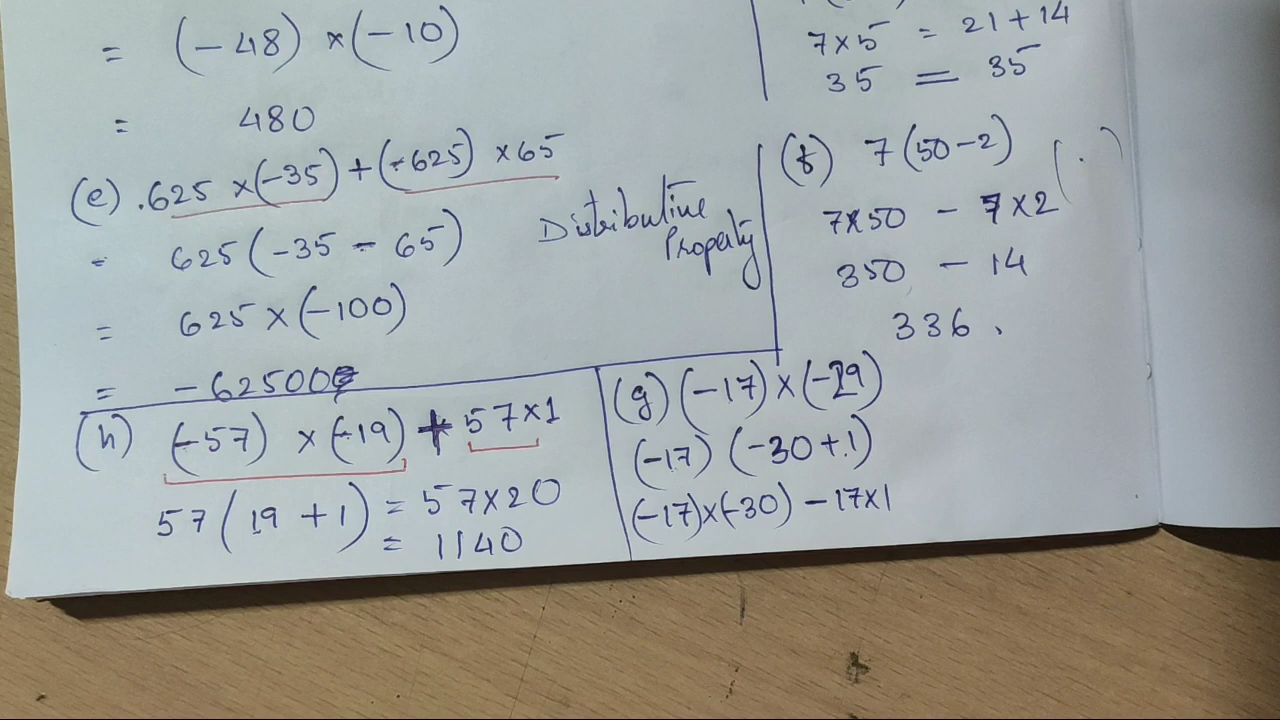 = (-48) ×(-10)
= 480
7×5 = 21+14
35 = 35
(e) .625 ×(-35)+(-625) ×65
= 625(-35 - 65) Distributive Property
= 625×(-100)
= -62500
(f) 7(50-2)
7×50 - 7×2
350 - 14
336 .
(h) (-57) ×(-19)+57×1
57(19+1) = 57×20
= 1140
(g) (-17)×(-29)
(-17) (-30+1)
(-17)×(-30) -17×1